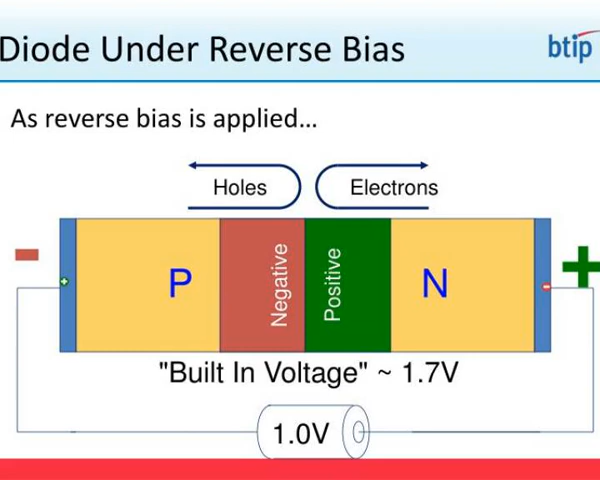 Diode Under Reverse Bias
btip
As reverse bias is applied...
Holes
Electrons
-
+
P
Negative
Positive
N
"Built In Voltage" ~ 1.7V
1.0V